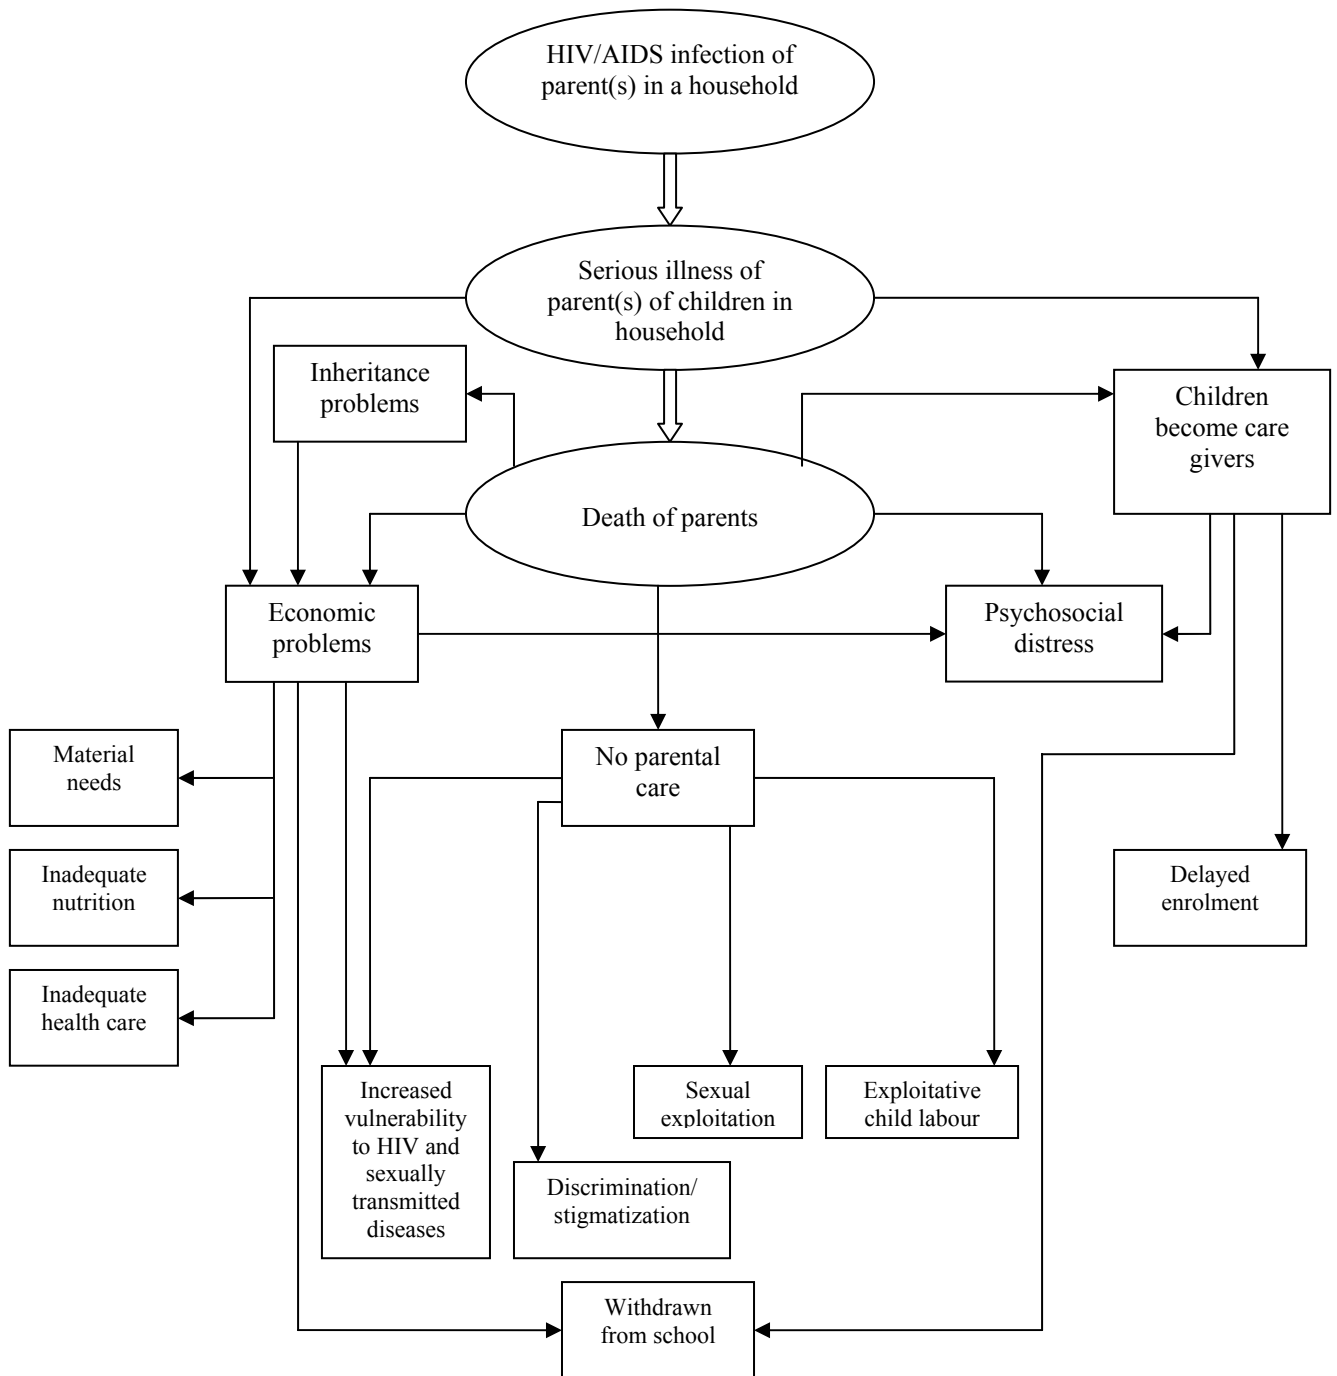 HIV/AIDS infection of
parent(s) in a household
Serious illness of
parent(s) of children in
household
Inheritance
problems
Children
become care
givers
Death of parents
Economic
problems
Psychosocial
distress
Material
needs
No parental
care
Inadequate
nutrition
Delayed
enrolment
Inadequate
health care
Increased
vulnerability
to HIV and
sexually
transmitted
diseases
Sexual
exploitation
Exploitative
child labour
Discrimination/
stigmatization
Withdrawn
from school